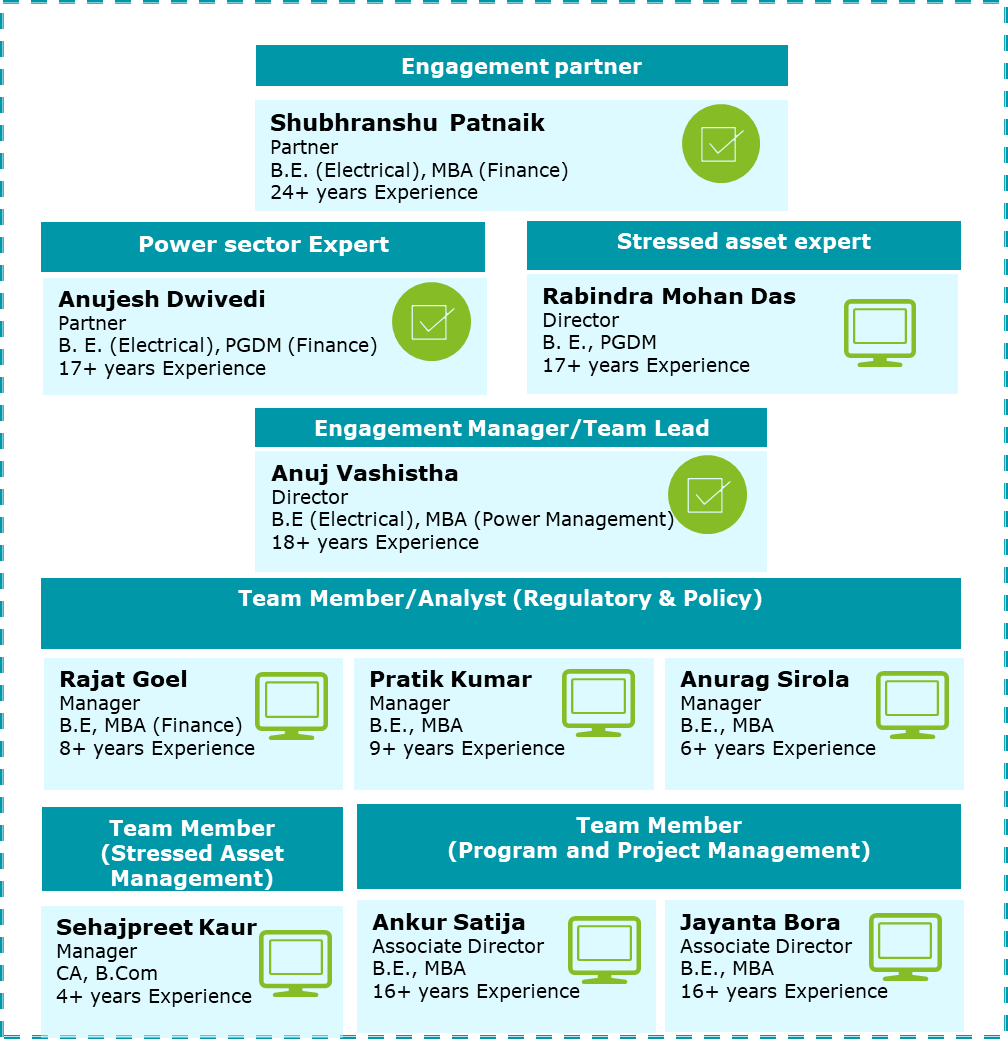 Engagement partner
Shubhranshu Patnaik
Partner
B.E. (Electrical), MBA (Finance)
24+ years Experience
Power sector Expert
Anujesh Dwivedi
Partner
B. E. (Electrical), PGDM (Finance)
17+ years Experience
Stressed asset expert
Rabindra Mohan Das
Director
B. E., PGDM
17+ years Experience
Engagement Manager/Team Lead
Anuj Vashistha
Director
B.E (Electrical), MBA (Power Management)
18+ years Experience
Team Member/Analyst (Regulatory & Policy)
Rajat Goel
Manager
B.E, MBA (Finance)
8+ years Experience
Pratik Kumar
Manager
B.E., MBA
9+ years Experience
Anurag Sirola
Manager
B.E., MBA
6+ years Experience
Team Member
(Stressed Asset
Management)
Sehajpreet Kaur
Manager
CA, B.Com
4+ years Experience
Team Member
(Program and Project Management)
Ankur Satija
Associate Director
B.E., MBA
16+ years Experience
Jayanta Bora
Associate Director
B.E., MBA
16+ years Experience